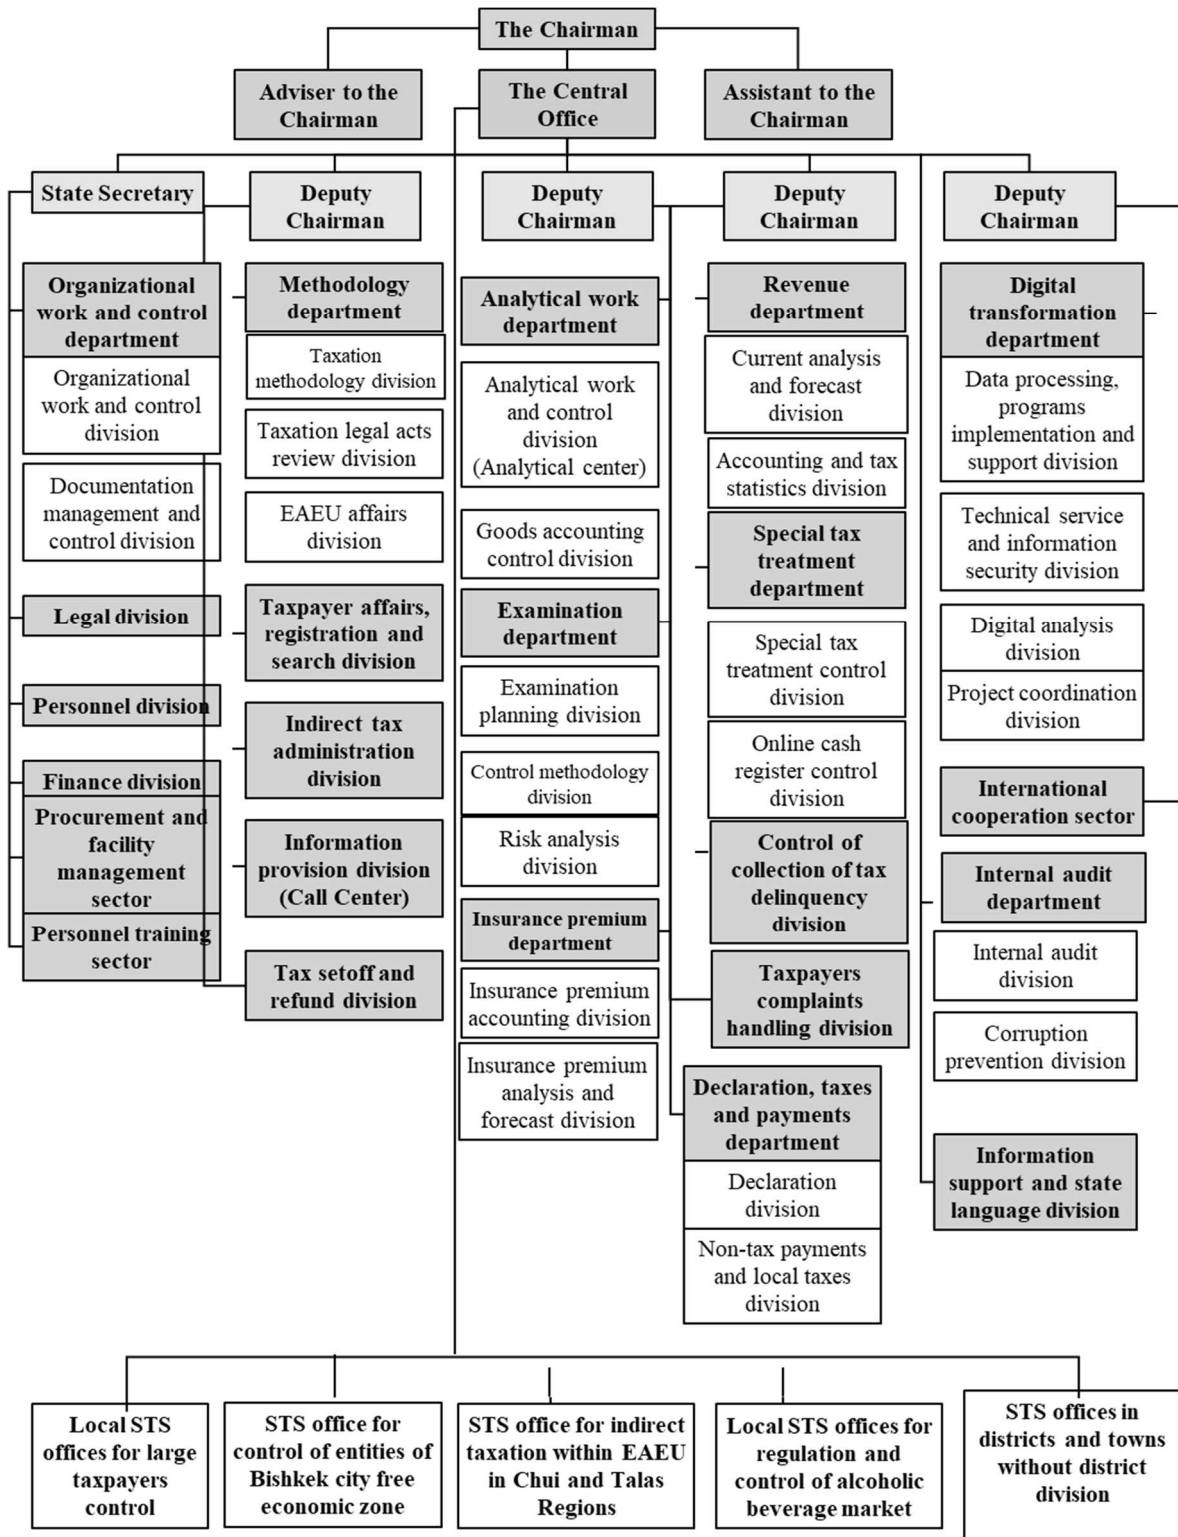 The Chairman
Adviser to the
Chairman
The Central
Office
Assistant to the
Chairman
State Secretary
Deputy
Chairman
Deputy
Chairman
Deputy
Chairman
Deputy
Chairman
Organizational
work and control
department
Organizational
work and control
division
Documentation
management and
control division
Legal division
Personnel division
Finance division
Procurement and
facility
management
sector
Personnel training
sector
Methodology
department
Taxation
methodology division
Taxation legal acts
review division
EAEU affairs
division
Taxpayer affairs,
registration and
search division
Indirect tax
administration
division
Information
provision division
(Call Center)
Tax setoff and
refund division
Analytical work
department
Analytical work
and control
division
(Analytical center)
Goods accounting
control division
Examination
department
Examination
planning division
Control methodology
division
Risk analysis
division
Insurance premium
department
Insurance premium
accounting division
Insurance premium
analysis and
forecast division
Revenue
department
Current analysis
and forecast
division
Accounting and tax
statistics division
Special tax
treatment
department
Special tax
treatment control
division
Online cash
register control
division
Control of
collection of tax
delinquency
division
Taxpayers
complaints
handling division
Declaration, taxes
and payments
department
Declaration
division
Non-tax payments
and local taxes
division
Digital
transformation
department
Data processing,
programs
implementation and
support division
Technical service
and information
security division
Digital analysis
division
Project coordination
division
International
cooperation sector
Internal audit
department
Internal audit
division
Corruption
prevention division
Information
support and state
language division
Local STS
offices for large
taxpayers
control
STS office for
control of entities of
Bishkek city free
economic zone
STS office for indirect
taxation within EAEU
in Chui and Talas
Regions
Local STS offices for
regulation and
control of alcoholic
beverage market
STS offices in
districts and towns
without district
division